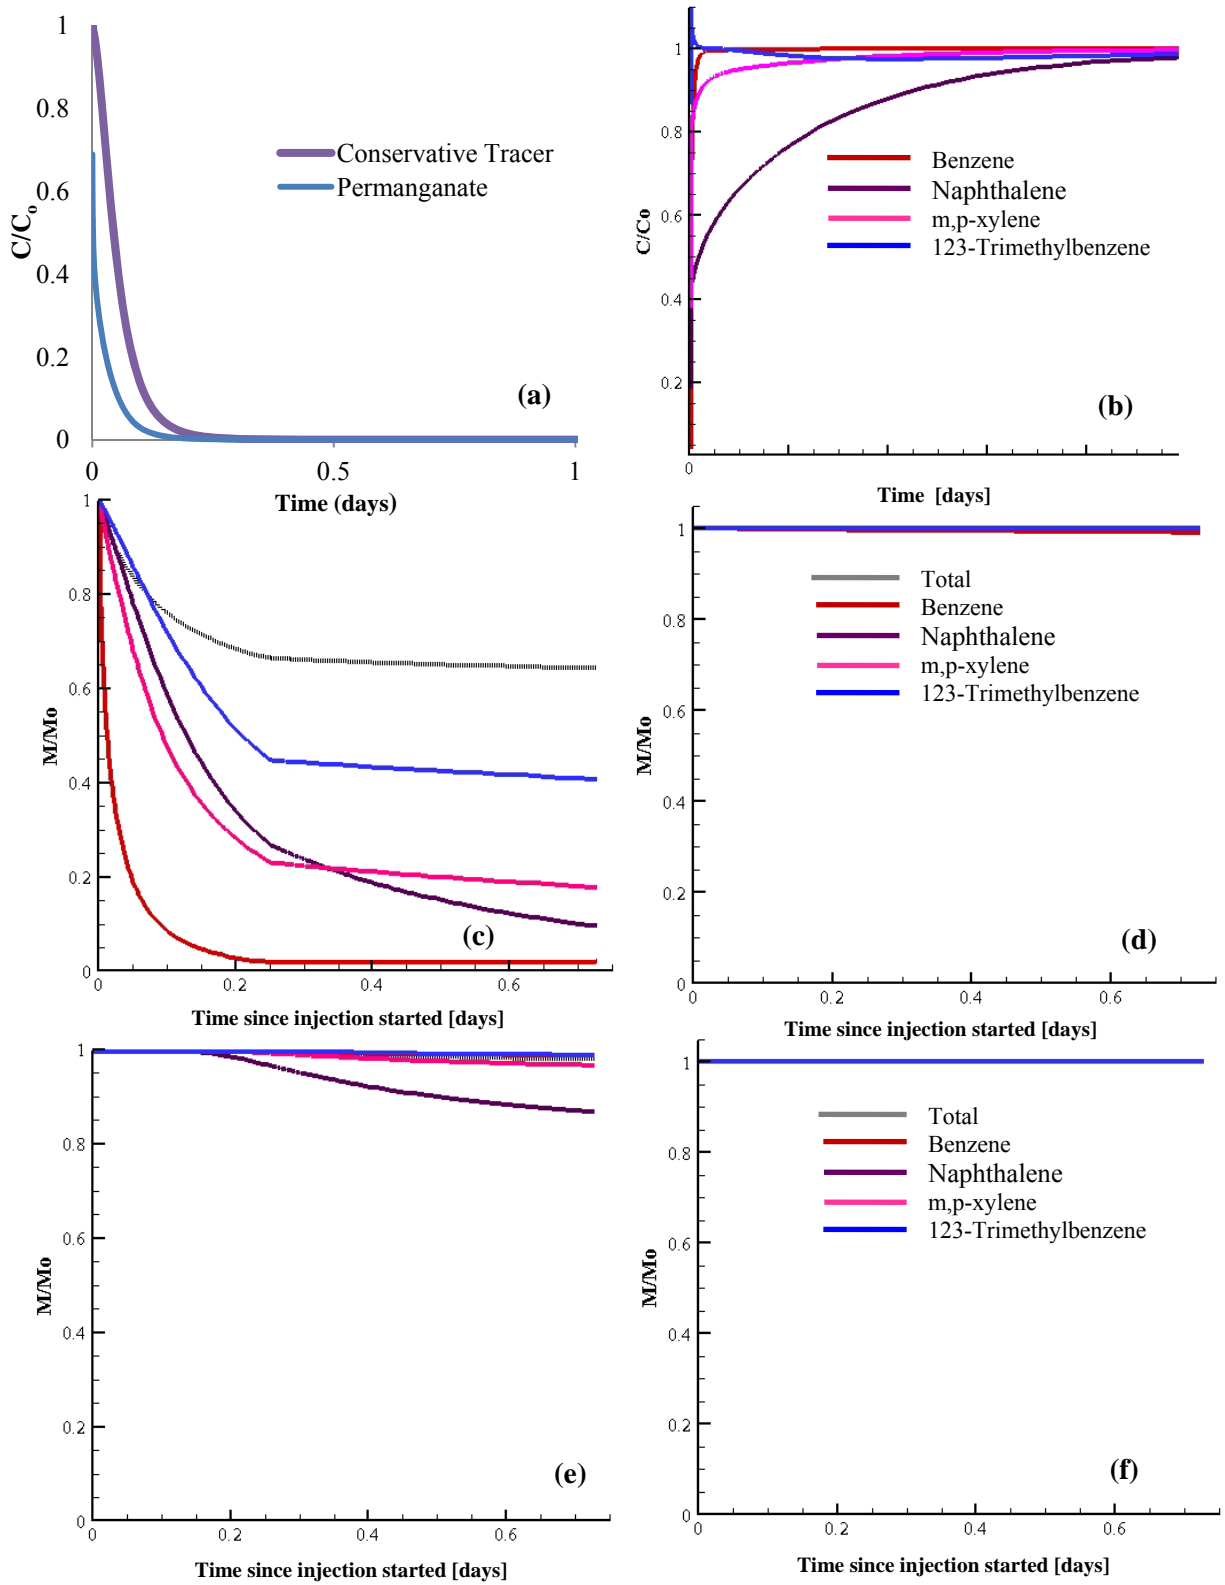 1
0.8
0.6
0.4
0.2
0
C/Co
Conservative Tracer
Permanganate
(a)
0
0.5
1
Time (days)
1
0.8
0.6
0.4
0.2
C/Co
Benzene
Naphthalene
m,p-xylene
123-Trimethylbenzene
(b)
0
Time [days]
1
0.8
0.6
0.4
0.2
0
M/Mo
(c)
0
0.2
0.4
0.6
Time since injection started [days]
1
0.8
0.6
0.4
0.2
0
M/Mo
Total
Benzene
Naphthalene
m,p-xylene
123-Trimethylbenzene
(d)
0
0.2
0.4
0.6
Time since injection started [days]
1
0.8
0.6
0.4
0.2
0
M/Mo
(e)
0
0.2
0.4
0.6
Time since injection started [days]
1
0.8
0.6
0.4
0.2
0
M/Mo
Total
Benzene
Naphthalene
m,p-xylene
123-Trimethylbenzene
(f)
0
0.2
0.4
0.6
Time since injection started [days]